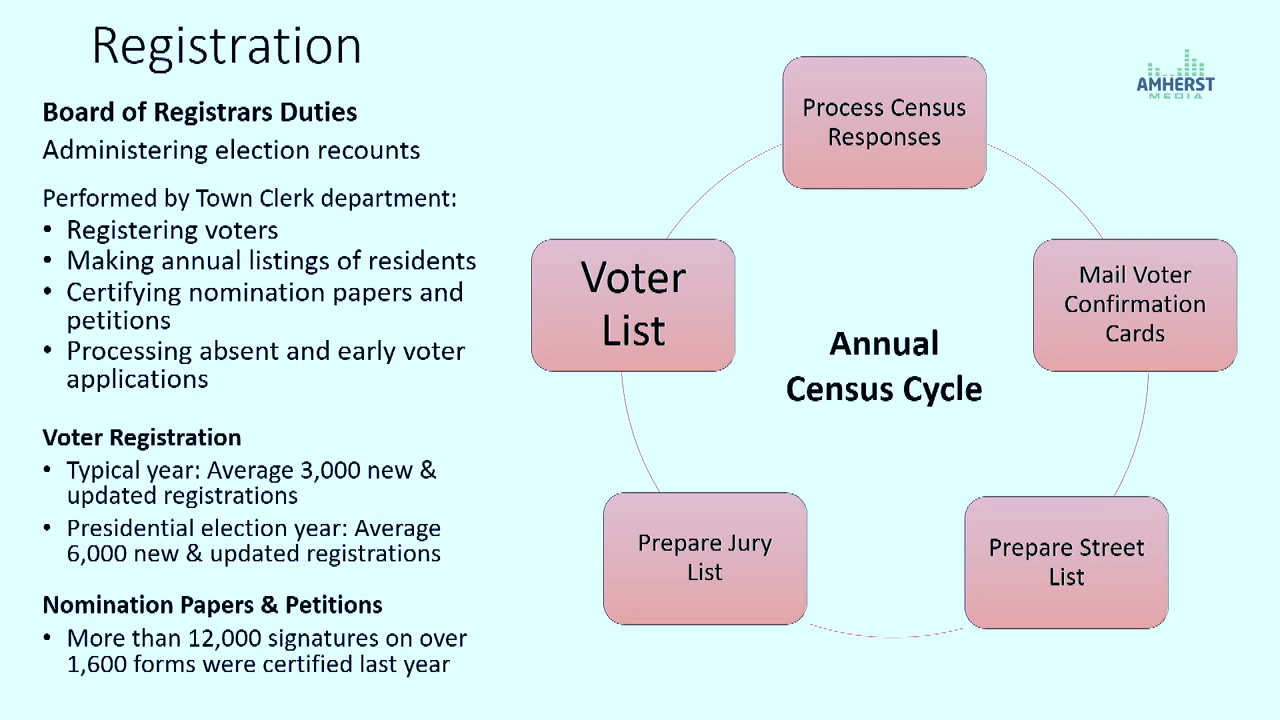 Registration
Board of Registrars Duties
Administering election recounts
Performed by Town Clerk department:
• Registering voters
• Making annual listings of residents
• Certifying nomination papers and
petitions
• Processing absent and early voter
applications
Voter Registration
• Typical year: Average 3,000 new &
updated registrations
• Presidential election year: Average
6,000 new & updated registrations
Nomination Papers & Petitions
• More than 12,000 signatures on over
1,600 forms were certified last year
Process Census
Responses
Mail Voter
Confirmation
Cards
Prepare Street
List
Prepare Jury
List
Voter
List
Annual
Census Cycle
AMHERST
MEDIA